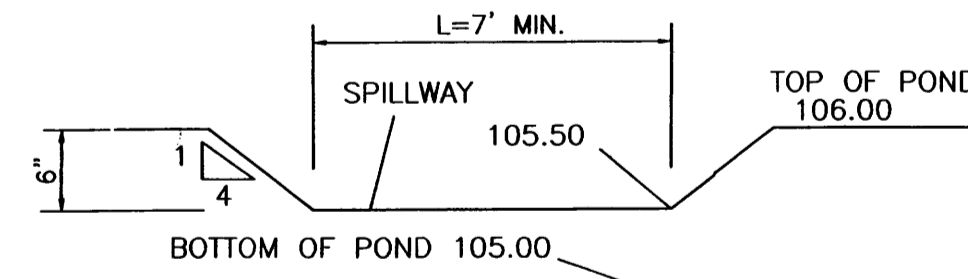 L=7' MIN.
SPILLWAY
TOP OF POND
106.00
105.50
6"
1
4
BOTTOM OF POND 105.00